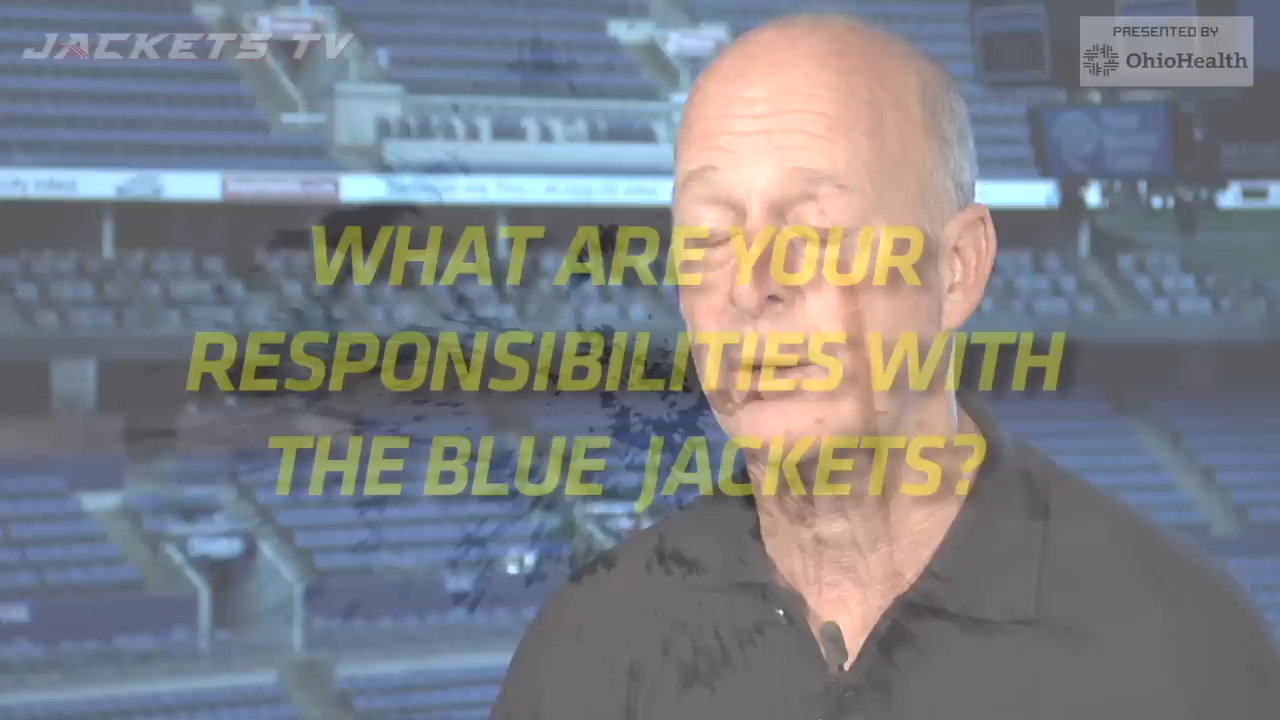 JACKETS TV
PRESENTED BY
OhioHealth
WHAT ARE YOUR
RESPONSIBILITIES WITH
THE BLUE JACKETS?